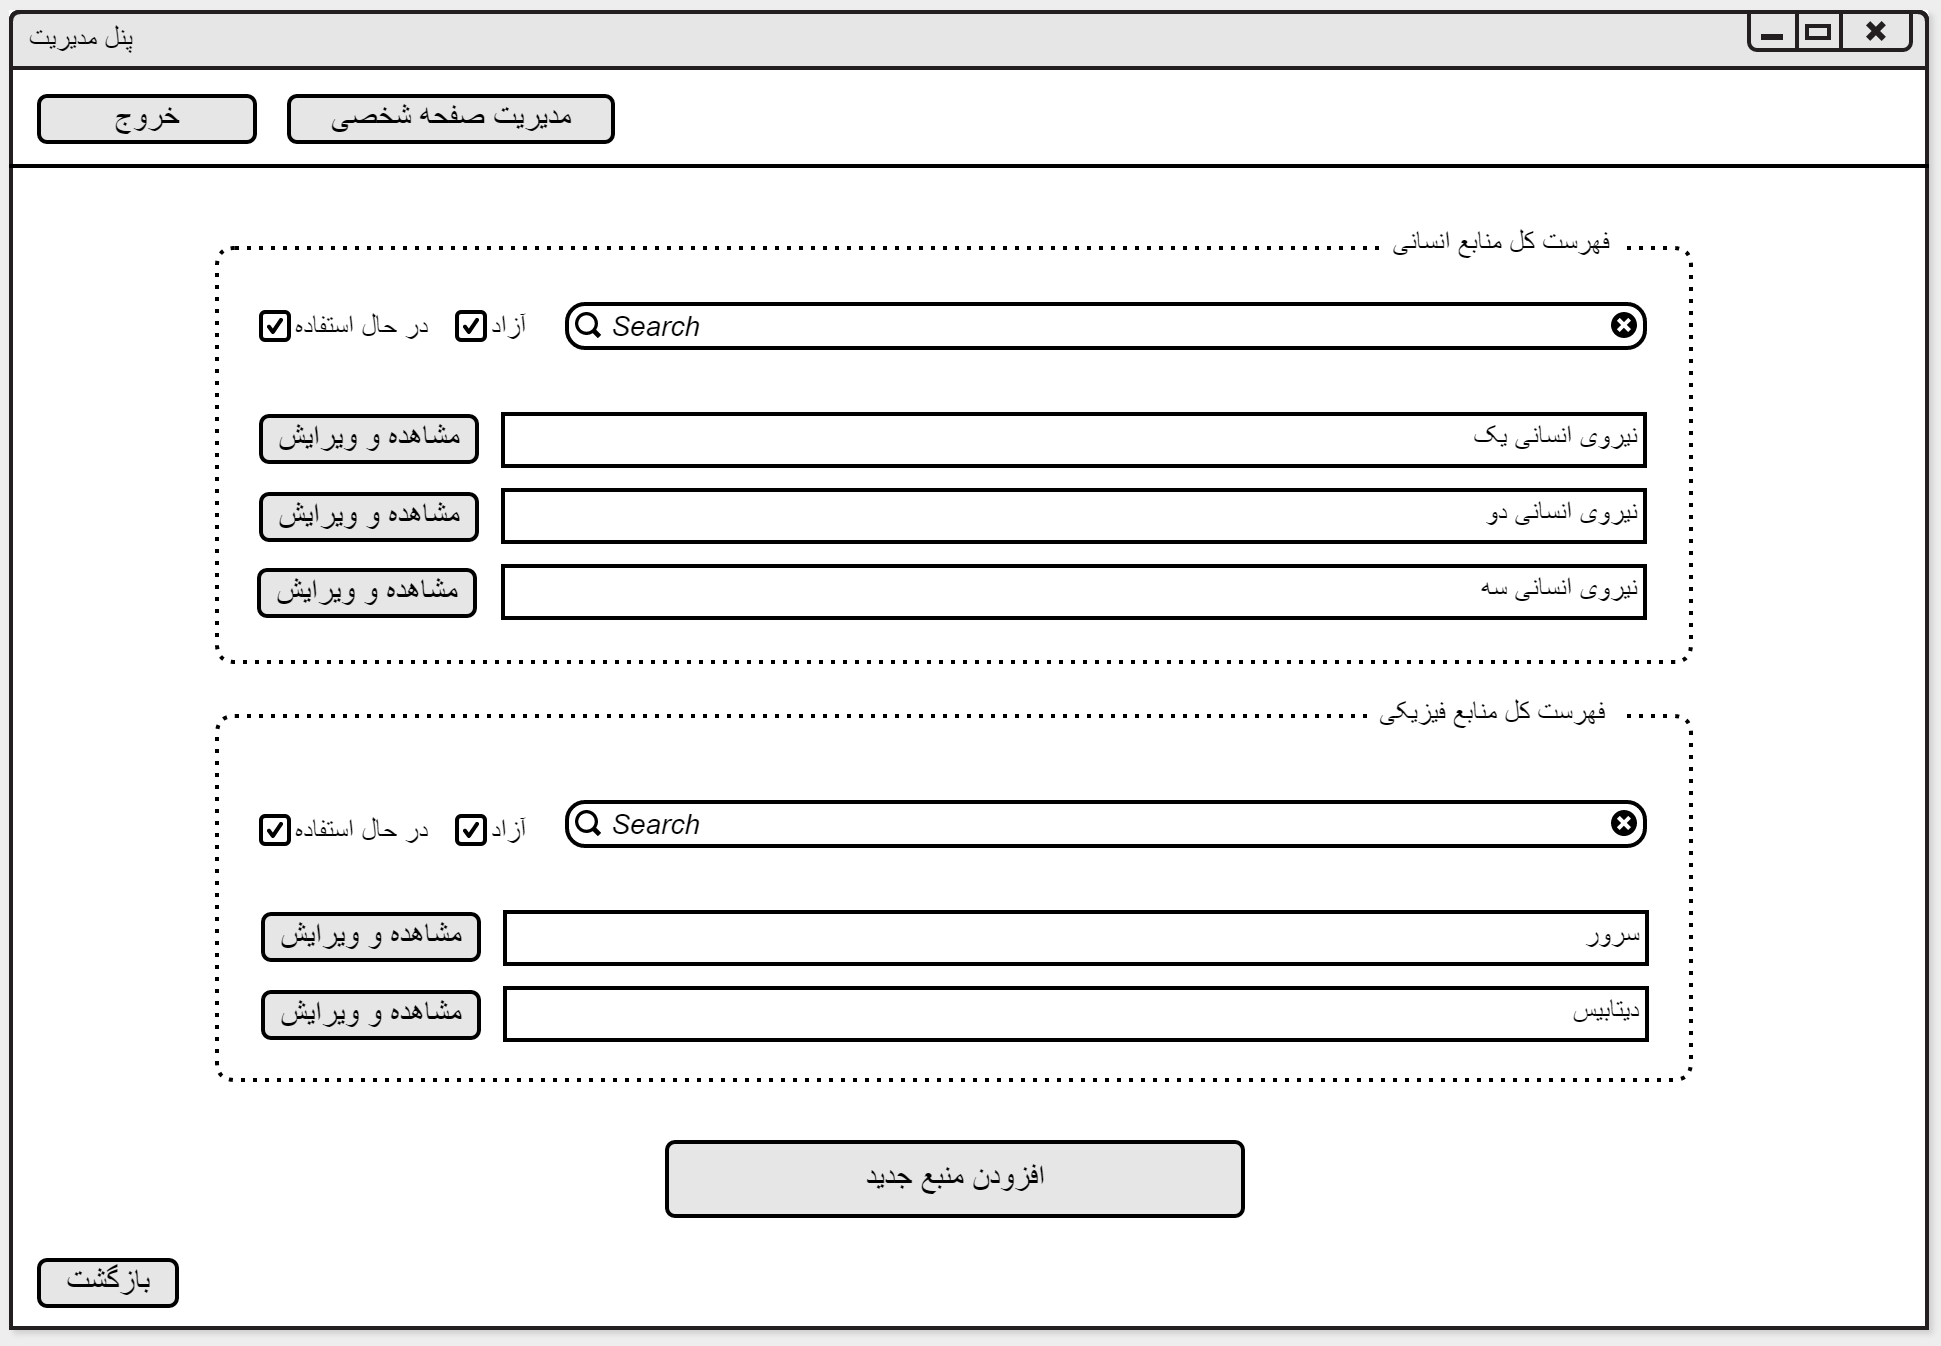 پنل مدیریت
مدیریت صفحه شخصی
خروج
فهرست کل منابع انسانی
Search
آزاد
در حال استفاده
نیروی انسانی یک
مشاهده و ویرایش
نیروی انسانی دو
مشاهده و ویرایش
نیروی انسانی سه
مشاهده و ویرایش
فهرست کل منابع فیزیکی
Search
آزاد
در حال استفاده
سرور
مشاهده و ویرایش
دیتابیس
مشاهده و ویرایش
افزودن منبع جدید
بازگشت